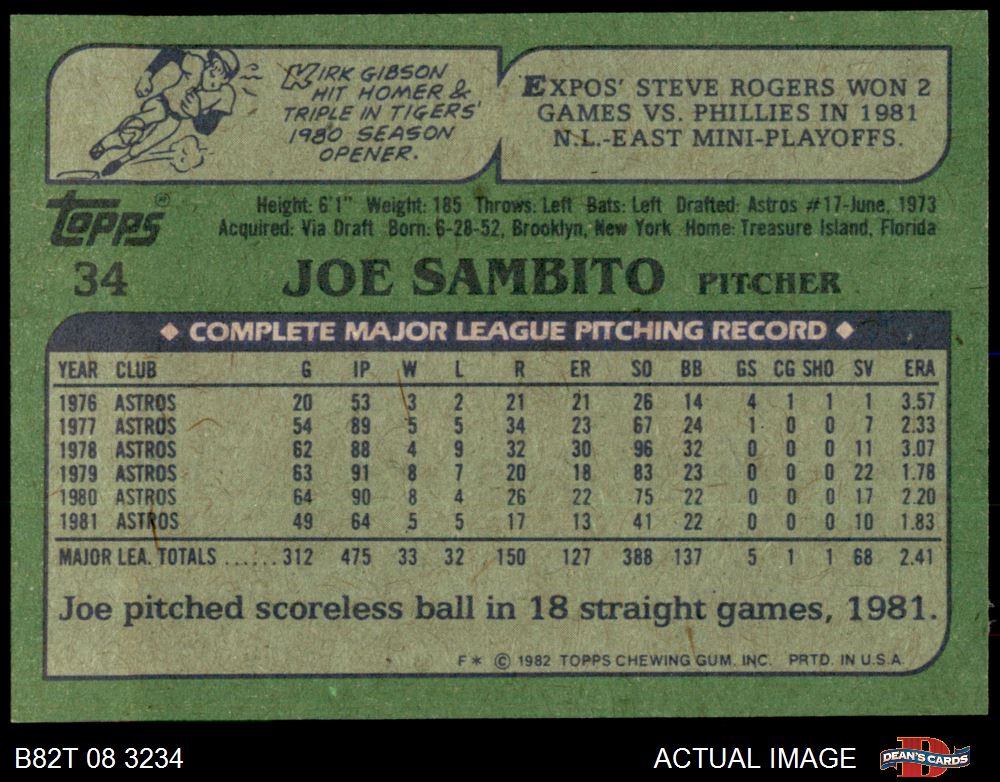 KIRK GIBSON
HIT HOMER &
TRIPLE IN TIGERS'
1980 SEASON
OPENER.
EXPOS' STEVE ROGERS WON 2
GAMES VS. PHILLIES IN 1981
N.L.-EAST MINI-PLAYOFFS.
Topps®
Height: 6'1" Weight: 185 Throws: Left Bats: Left Drafted: Astros #17-June, 1973
Acquired: Via Draft Born: 6-28-52, Brooklyn, New York Home: Treasure Island, Florida
34 JOE SAMBITO PITCHER
◆ COMPLETE MAJOR LEAGUE PITCHING RECORD ◆
YEAR CLUB G IP W L R ER SO BB GS CG SHO SV ERA
1976 ASTROS 20 53 3 2 21 21 26 14 4 1 1 1 3.57
1977 ASTROS 54 89 5 5 34 23 67 24 1 0 0 7 2.33
1978 ASTROS 62 88 4 9 32 30 96 32 0 0 0 11 3.07
1979 ASTROS 63 91 8 7 20 18 83 23 0 0 0 22 1.78
1980 ASTROS 64 90 8 4 26 22 75 22 0 0 0 17 2.20
1981 ASTROS 49 64 5 5 17 13 41 22 0 0 0 10 1.83
MAJOR LEA. TOTALS ...... 312 475 33 32 150 127 388 137 5 1 1 68 2.41
Joe pitched scoreless ball in 18 straight games, 1981.
F* © 1982 TOPPS CHEWING GUM, INC. PRTD. IN U.S.A.
B82T 08 3234
ACTUAL IMAGE
D
DEAN'S CARDS